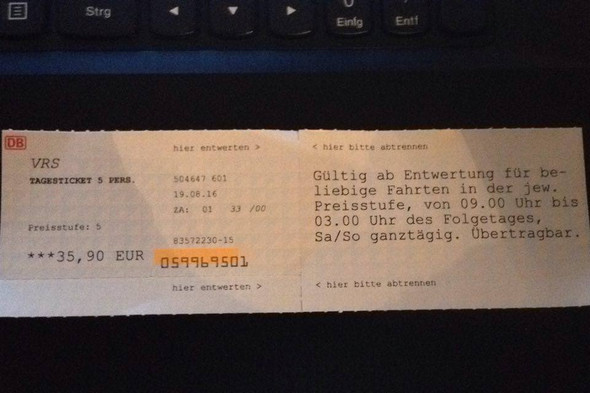 Strg
0
Einfg
Entf
DB
VRS
TAGESTICKET 5 PERS.
Preisstufe: 5
***35,90 EUR
hier entwerten >
504647 601
19.08.16
ZA: 01 33 /00
83572230-15
059969501
hier entwerten >
< hier bitte abtrennen
Gültig ab Entwertung für be-
liebige Fahrten in der jew.
Preisstufe, von 09.00 Uhr bis
03.00 Uhr des Folgetages,
Sa/So ganztägig. Übertragbar.
< hier bitte abtrennen